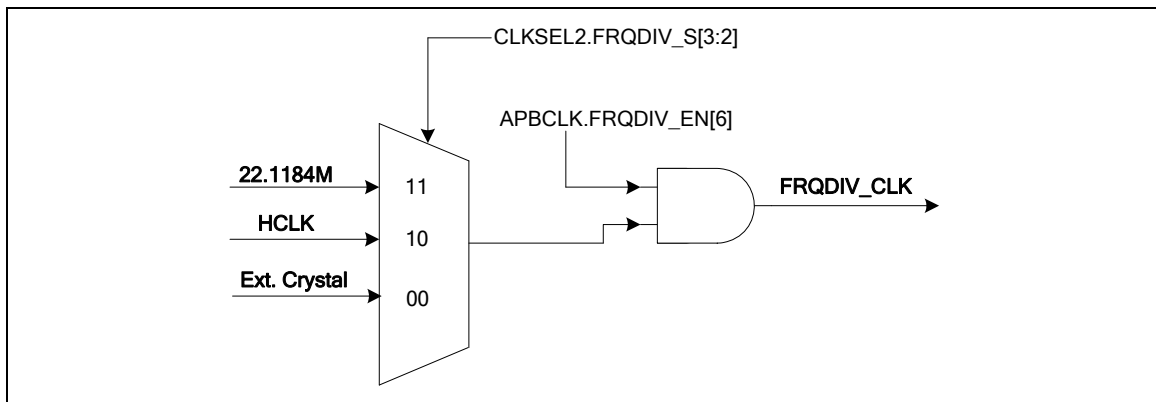 CLKSEL2.FRQDIV_S[3:2]
APBCLK.FRQDIV_EN[6]
22.1184M
11
FRQDIV_CLK
HCLK
10
Ext. Crystal
00